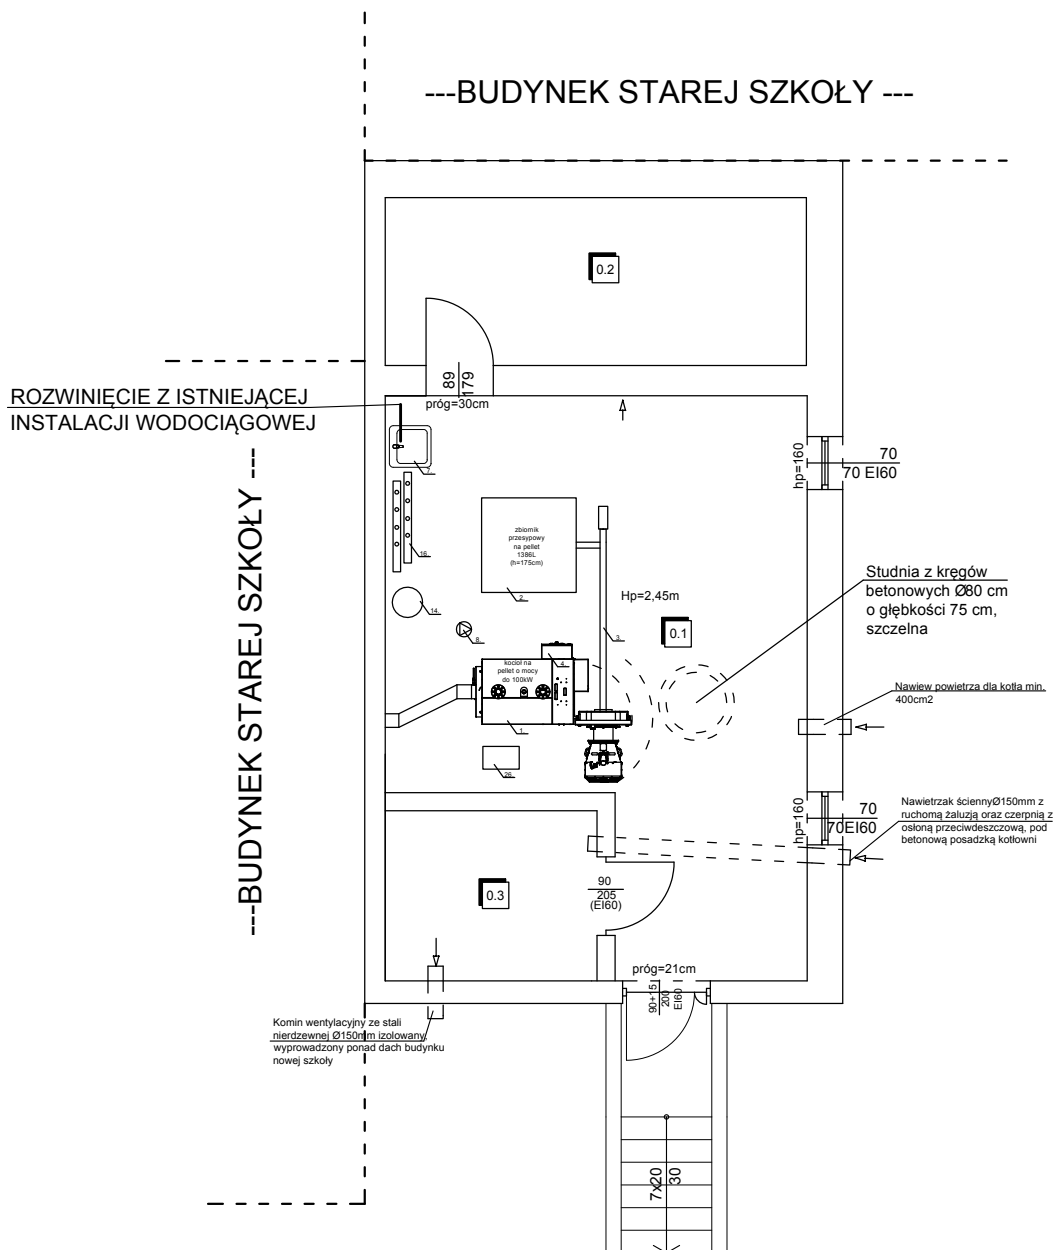 ---BUDYNEK STAREJ SZKOŁY ---
0.2
89
179
próg=30cm
ROZWINIĘCIE Z ISTNIEJĄCEJ
INSTALACJI WODOCIĄGOWEJ
7.
hp=160
70
70 EI60
---BUDYNEK STAREJ SZKOŁY ---
16.
zbiornik
przesypowy
na pellet
1386L
(h=175cm)
2.
Hp=2,45m
3.
0.1
Studnia z kręgów
betonowych Ø80 cm
o głębkości 75 cm,
szczelna
14.
8.
kocioł na
pellet o mocy
do 100kW
4.
1.
26.
Nawiew powietrza dla kotła min.
400cm2
hp=160
70
70EI60
Nawietrzak ściennyØ150mm z
ruchomą żaluzją oraz czerpnią z
osłoną przeciwdeszczową, pod
betonową posadzką kotłowni
0.3
90
205
(EI60)
próg=21cm
90+15
200
EI60
Komin wentylacyjny ze stali
nierdzewnej Ø150mm izolowany,
wyprowadzony ponad dach budynku
nowej szkoły
7x20
30